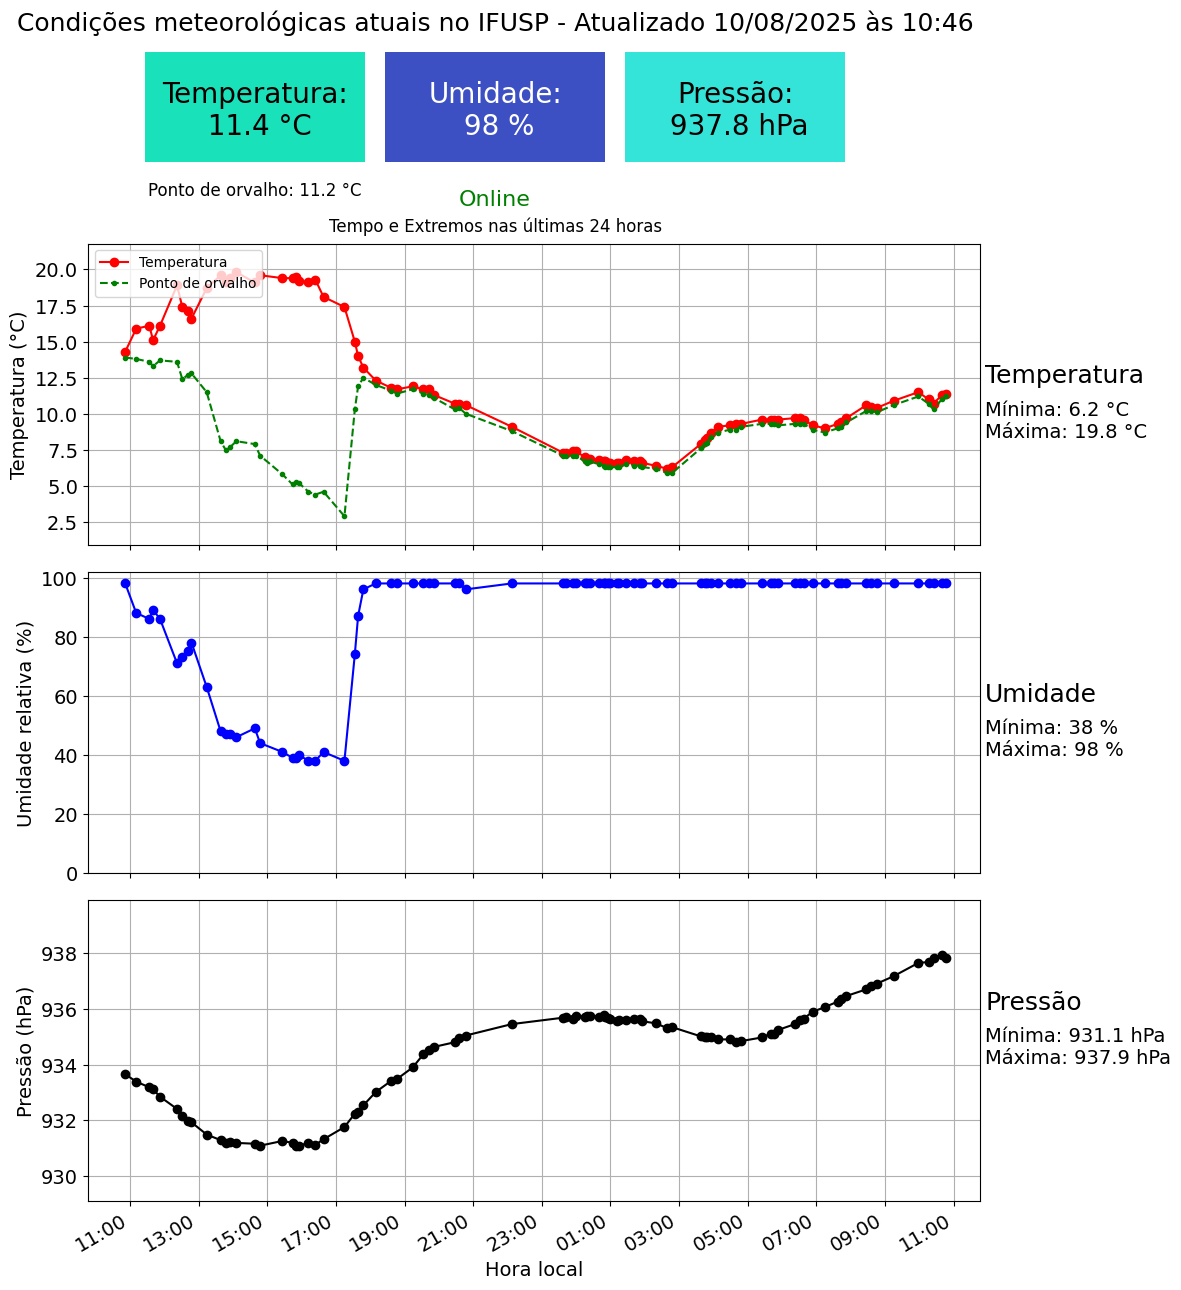 Condições meteorológicas atuais no IFUSP - Atualizado 10/08/2025 às 10:46
Temperatura:
11.4 °C
Umidade:
98 %
Pressão:
937.8 hPa
Ponto de orvalho: 11.2 °C
Online
Tempo e Extremos nas últimas 24 horas
Temperatura
Ponto de orvalho
Temperatura (°C)
20.0
17.5
15.0
12.5
10.0
7.5
5.0
2.5
Temperatura
Mínima: 6.2 °C
Máxima: 19.8 °C
Umidade relativa (%)
100
80
60
40
20
0
Umidade
Mínima: 38 %
Máxima: 98 %
Pressão (hPa)
938
936
934
932
930
Pressão
Mínima: 931.1 hPa
Máxima: 937.9 hPa
11:00 13:00 15:00 17:00 19:00 21:00 23:00 01:00 03:00 05:00 07:00 09:00 11:00
Hora local